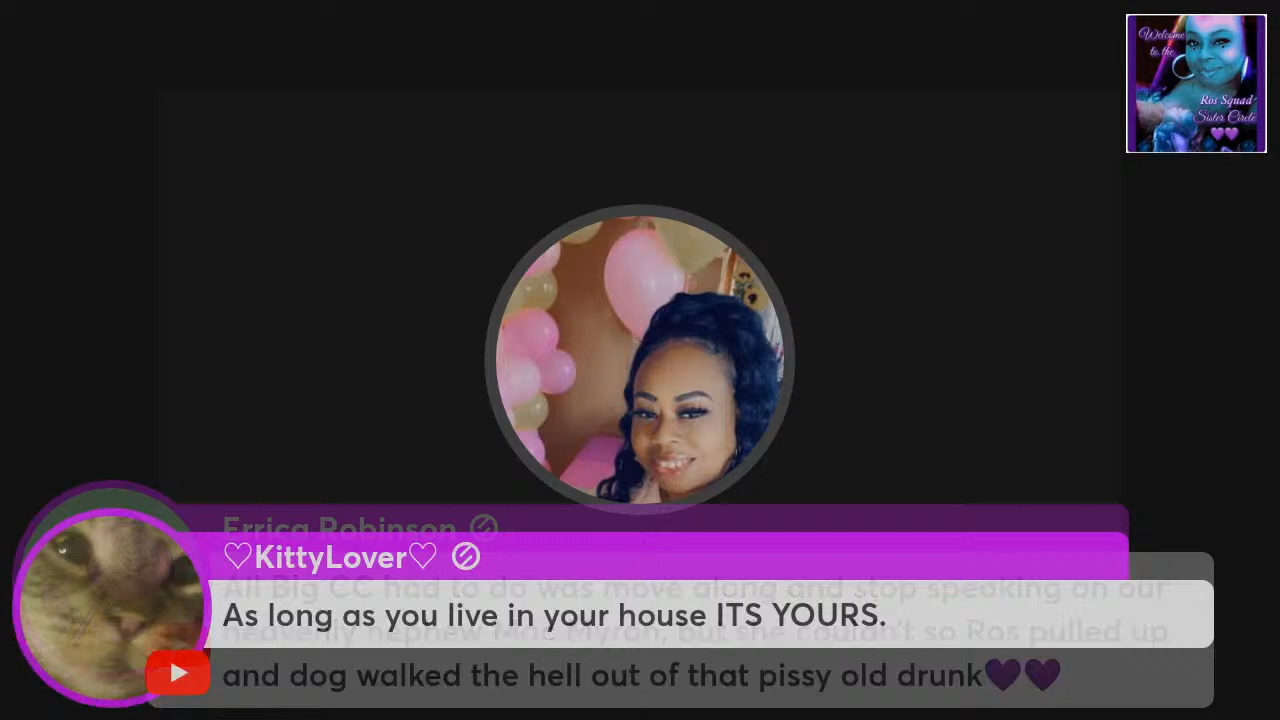 Welcome
to the
Ros Squad
Sister Circle
💜💜
Errica Robinson
♡KittyLover♡
All Big CC had to do was move along and stop speaking on our
As long as you live in your house ITS YOURS.
heavenly nephew Myran, but she couldn't so Ros pulled up
and dog walked the hell out of that pissy old drunk💜💜